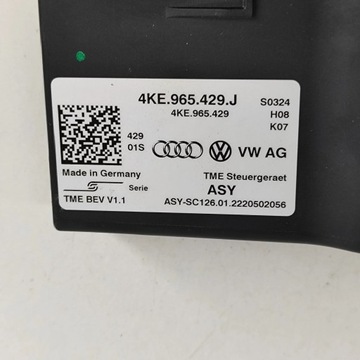 4KE.965.429.J S0324
4KE.965.429 H08
K07
429
01S VW AG
Made in Germany TME Steuergeraet
Serie ASY
TME BEV V1.1 ASY-SC126.01.2220502056